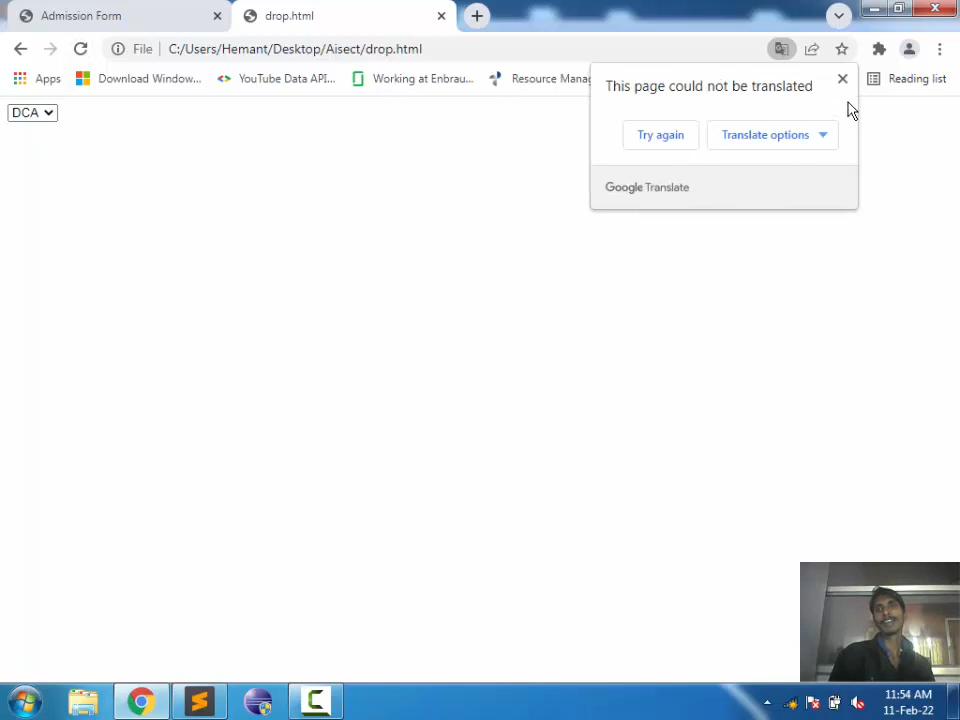 Admission Form
drop.html
File
C:/Users/Hemant/Desktop/Aisect/drop.html
Apps
Download Window...
YouTube Data API...
Working at Enbrau...
Resource Mana
Reading list
DCA
This page could not be translated
Try again
Translate options
Google Translate
11:54 AM
11-Feb-22